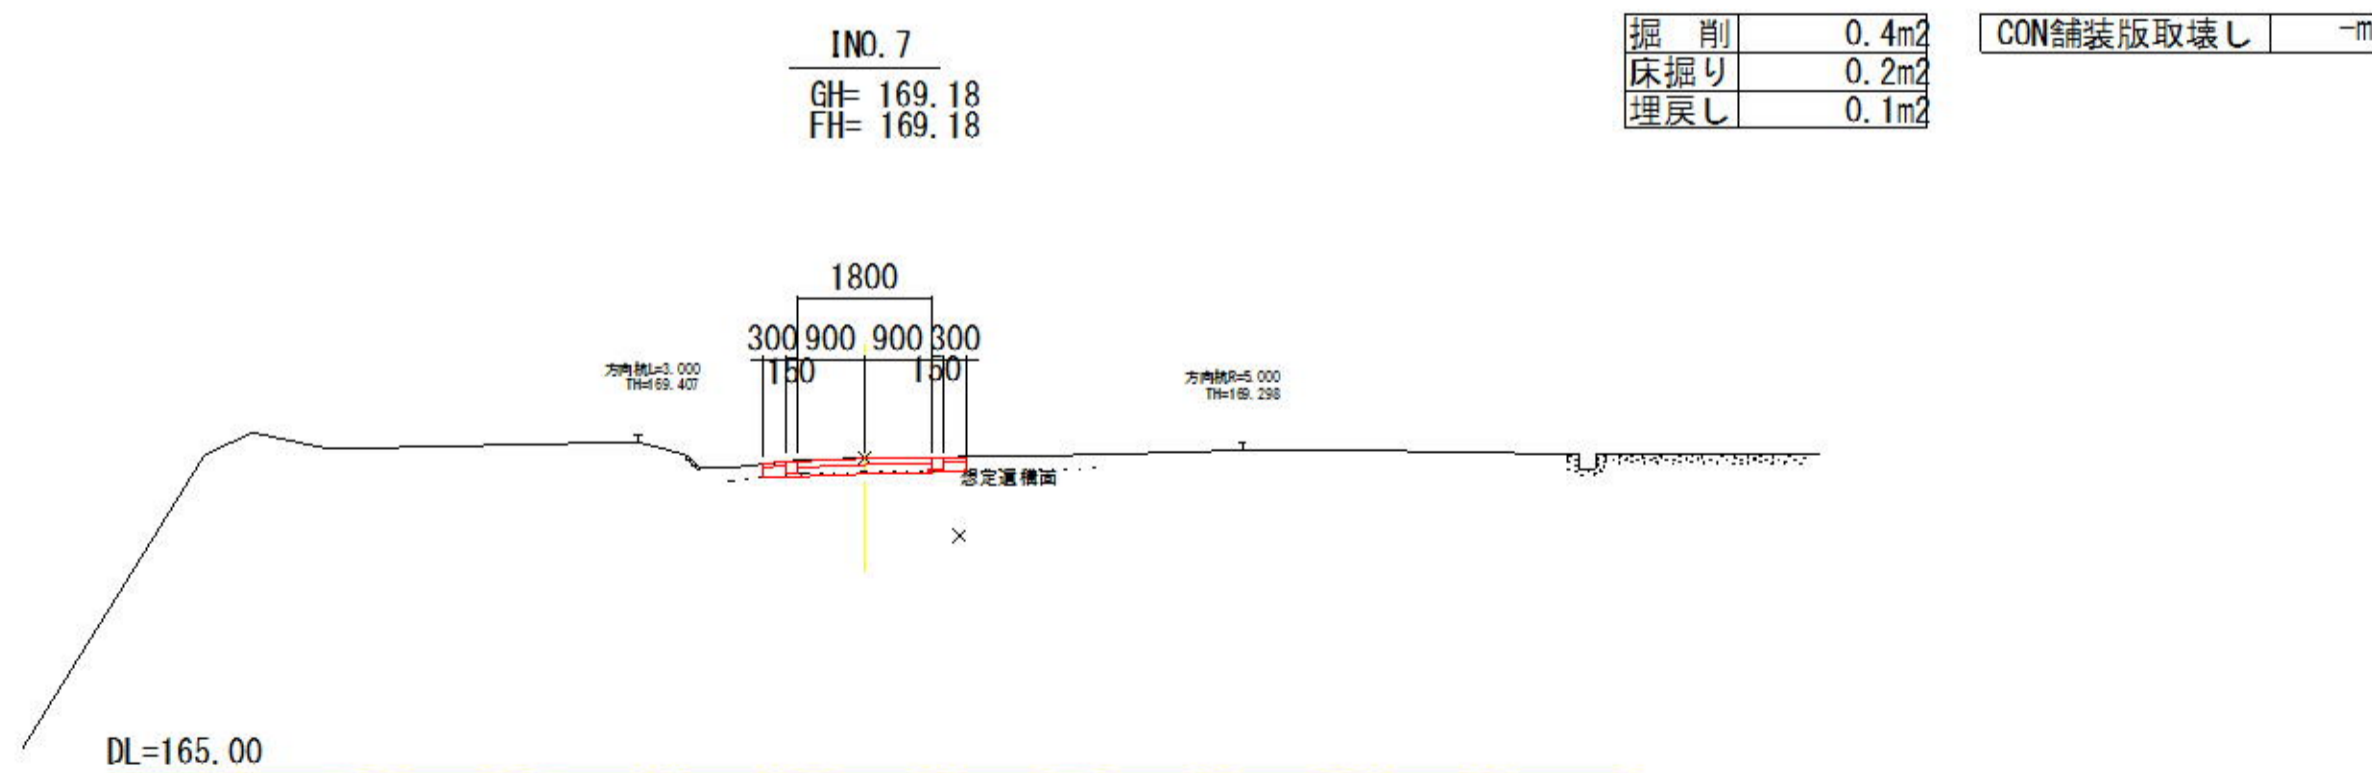 INO. 7
GH= 169.18
FH= 169.18
掘 削 0.4m2
床掘り 0.2m2
埋戻し 0.1m2
CON舗装版取壊し -m
1800
300 900 900 300
150 150
方向杭L=3.000
TH=169.407
方向杭R=5.000
TH=169.298
想定遺構面
DL=165.00